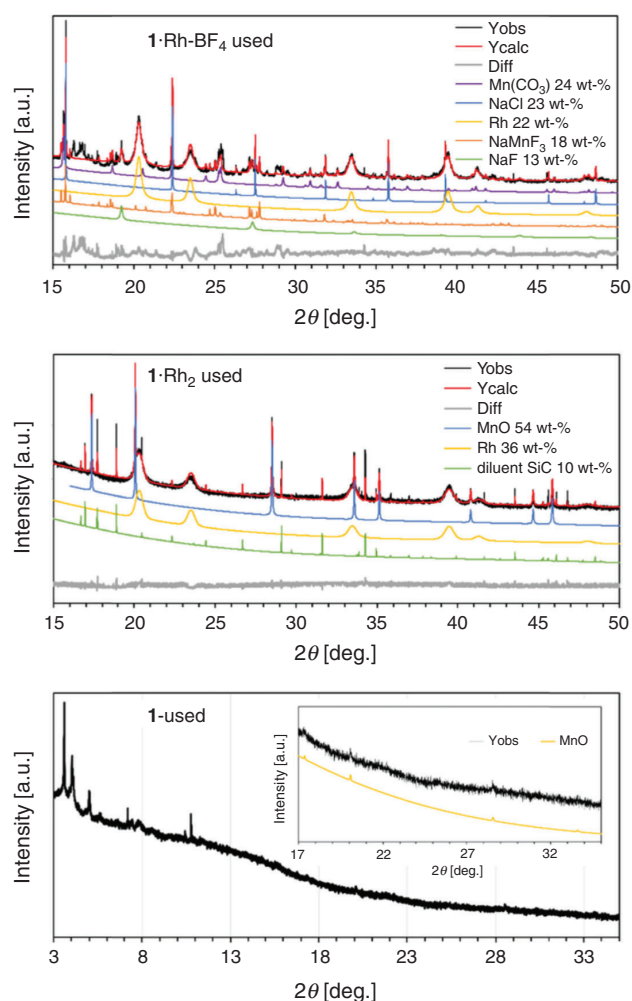 1·Rh-BF4 used
Yobs
Ycalc
Diff
Mn(CO3) 24 wt-%
NaCl 23 wt-%
Rh 22 wt-%
NaMnF3 18 wt-%
NaF 13 wt-%
Intensity [a.u.]
15 20 25 30 35 40 45 50
2θ [deg.]
1·Rh2 used
Yobs
Ycalc
Diff
MnO 54 wt-%
Rh 36 wt-%
diluent SiC 10 wt-%
Intensity [a.u.]
15 20 25 30 35 40 45 50
2θ [deg.]
1-used
Yobs MnO
Intensity [a.u.]
17 22 27 32
2θ [deg.]
Intensity [a.u.]
3 8 13 18 23 28 33
2θ [deg.]